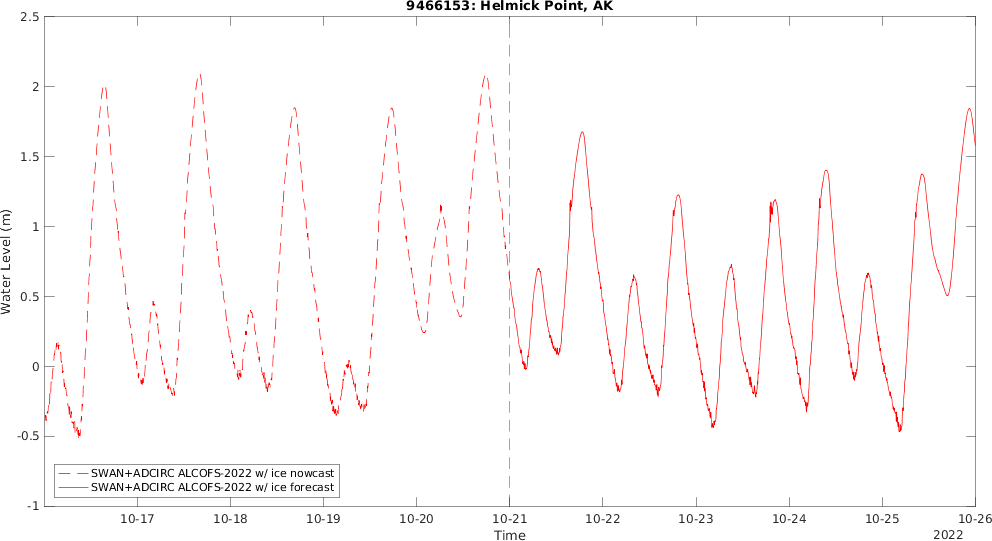 9466153: Helmick Point, AK
Water Level (m)
2.5
2
1.5
1
0.5
0
-0.5
-1
SWAN+ADCIRC ALCOFS-2022 w/ ice nowcast
SWAN+ADCIRC ALCOFS-2022 w/ ice forecast
10-17 10-18 10-19 10-20 10-21 10-22 10-23 10-24 10-25 10-26
Time
2022